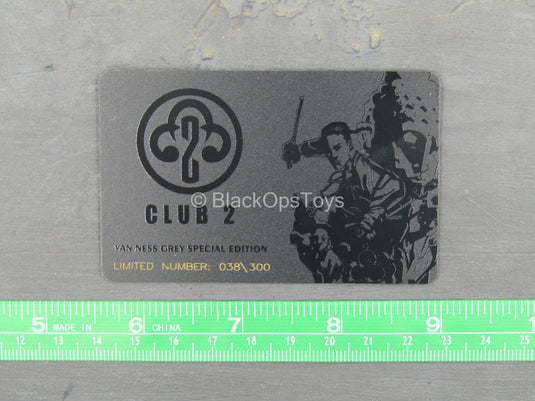 2
CLUB 2
VAN NESS GREY SPECIAL EDITION
LIMITED NUMBER: 038\300
© BlackOpsToys
5 MADE IN 6 CHINA 7 8 9
12 13 14 15 16 17 18 19 20 21 22 23 24 25